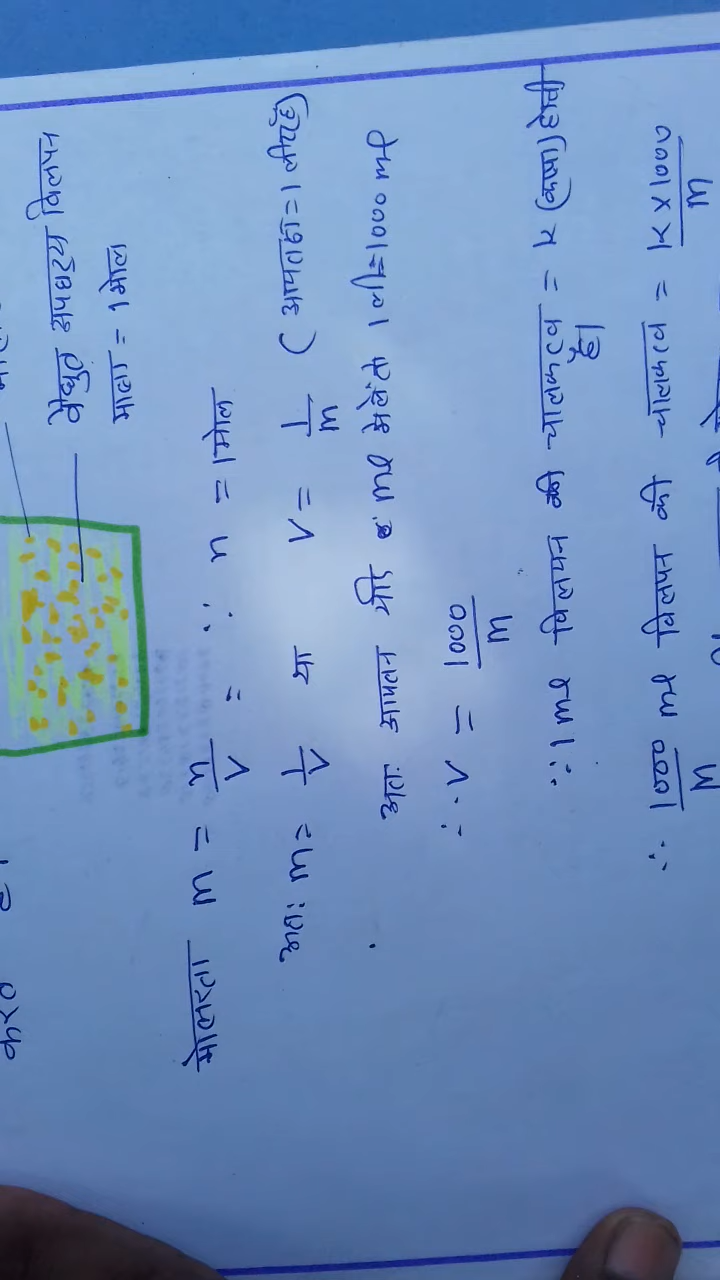 करते है।
वैधुत अपघट्य विलयन
मात्रा = 1 मोल
मोलरता M = n/V = ∵ n = 1 मोल
अतः M = 1/V या V = 1/M ( आयतन = 1 लीटर है)
अतः आयतन यदि ml में लें तो 1 ली = 1000 ml
∴ V = 1000/M
∵ 1 ml विलयन की चालकत्व = K (कप्पा) होती है।
∴ 1000/M ml विलयन की चालकत्व = K x 1000/M